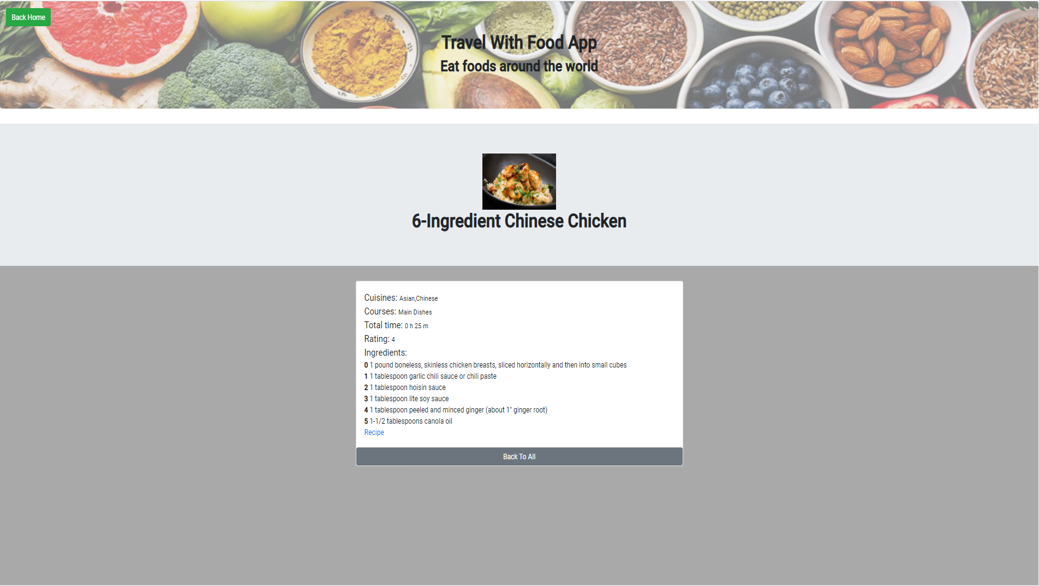 Back Home
Travel With Food App
Eat foods around the world
6-Ingredient Chinese Chicken
Cuisines: Asian,Chinese
Courses: Main Dishes
Total time: 0 h 25 m
Rating: 4
Ingredients:
0 1 pound boneless, skinless chicken breasts, sliced horizontally and then into small cubes
1 1 tablespoon garlic chili sauce or chili paste
2 1 tablespoon hoisin sauce
3 1 tablespoon lite soy sauce
4 1 tablespoon peeled and minced ginger (about 1" ginger root)
5 1-1/2 tablespoons canola oil
Recipe
Back To All